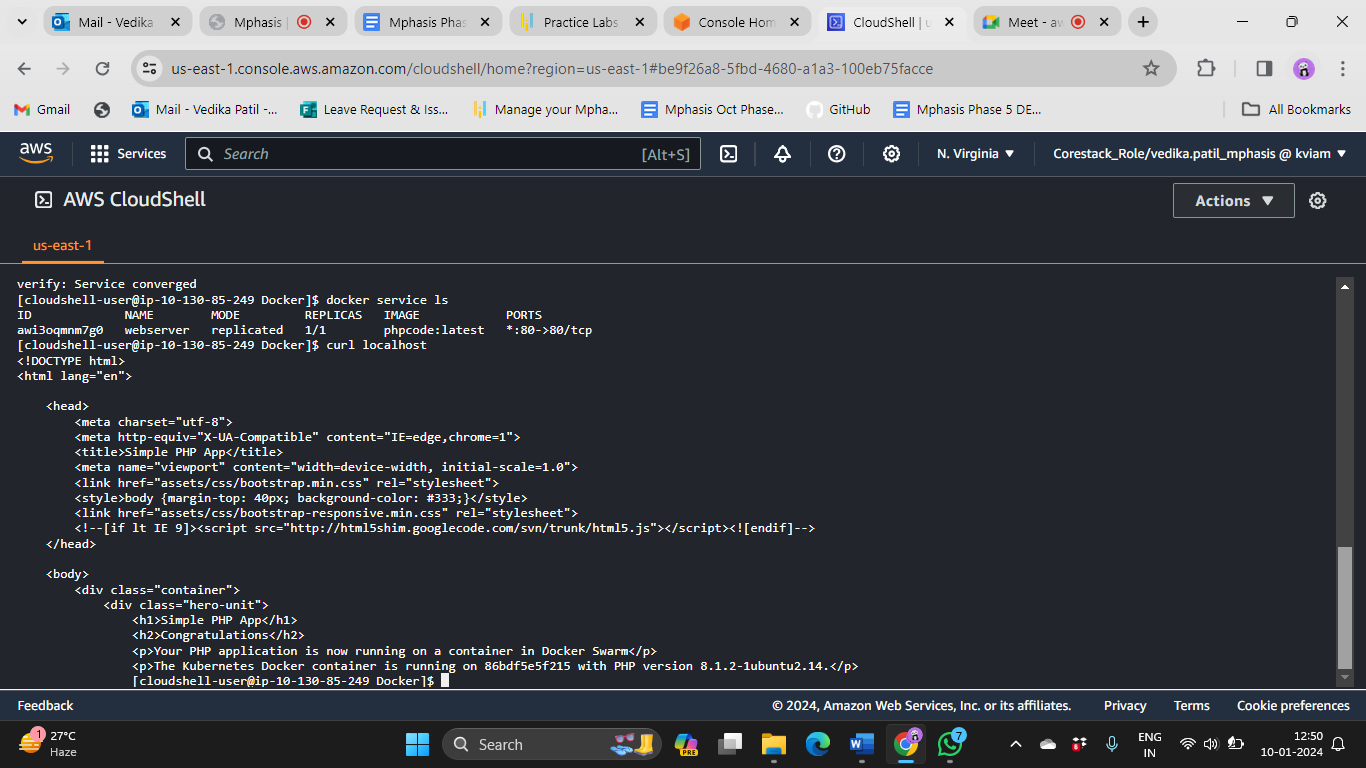 Mail - Vedika
Mphasis
Mphasis Phas
Practice Labs
Console Hom
CloudShell | u
Meet - aw
us-east-1.console.aws.amazon.com/cloudshell/home?region=us-east-1#be9f26a8-5fbd-4680-a1a3-100eb75facce
Gmail
Mail - Vedika Patil -...
Leave Request & Iss...
Manage your Mpha...
Mphasis Oct Phase...
GitHub
Mphasis Phase 5 DE...
All Bookmarks
aws
Services
Search
[Alt+S]
N. Virginia
Corestack_Role/vedika.patil_mphasis @ kviam
AWS CloudShell
Actions
us-east-1
verify: Service converged
[cloudshell-user@ip-10-130-85-249 Docker]$ docker service ls
ID             NAME        MODE         REPLICAS   IMAGE            PORTS
awi3oqmnm7g0   webserver   replicated   1/1        phpcode:latest   *:80->80/tcp
[cloudshell-user@ip-10-130-85-249 Docker]$ curl localhost
<!DOCTYPE html>
<html lang="en">
<head>
<meta charset="utf-8">
<meta http-equiv="X-UA-Compatible" content="IE=edge,chrome=1">
<title>Simple PHP App</title>
<meta name="viewport" content="width=device-width, initial-scale=1.0">
<link href="assets/css/bootstrap.min.css" rel="stylesheet">
<style>body {margin-top: 40px; background-color: #333;}</style>
<link href="assets/css/bootstrap-responsive.min.css" rel="stylesheet">
<!--[if lt IE 9]><script src="http://html5shim.googlecode.com/svn/trunk/html5.js"></script><![endif]-->
</head>
<body>
<div class="container">
<div class="hero-unit">
<h1>Simple PHP App</h1>
<h2>Congratulations</h2>
<p>Your PHP application is now running on a container in Docker Swarm</p>
<p>The Kubernetes Docker container is running on 86bdf5e5f215 with PHP version 8.1.2-1ubuntu2.14.</p>
[cloudshell-user@ip-10-130-85-249 Docker]$
Feedback
© 2024, Amazon Web Services, Inc. or its affiliates.
Privacy
Terms
Cookie preferences
1
27°C
Haze
Search
PRE
7
8
ENG
IN
12:50
10-01-2024